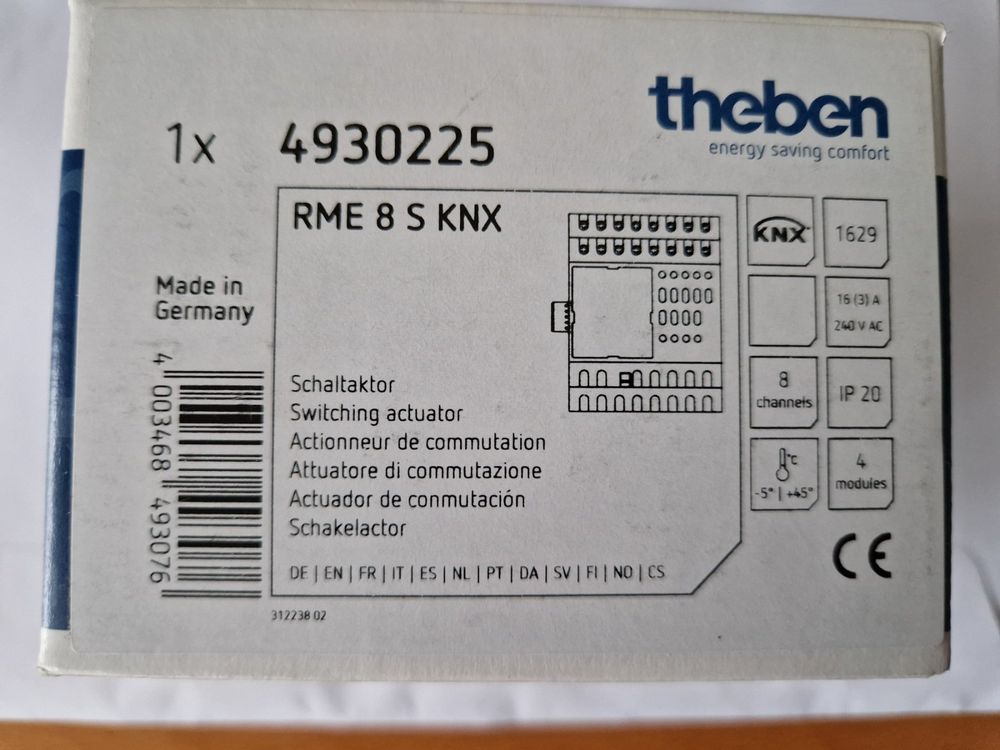 theben
energy saving comfort
1x 4930225
RME 8 S KNX
KNX
1629
16 (3) A
240 V AC
8
channels
IP 20
°C
-5° | +45°
4
modules
CE
Made in
Germany
4 003468 493076
Schaltaktor
Switching actuator
Actionneur de commutation
Attuatore di commutazione
Actuador de conmutación
Schakelactor
DE | EN | FR | IT | ES | NL | PT | DA | SV | FI | NO | CS
312238 02